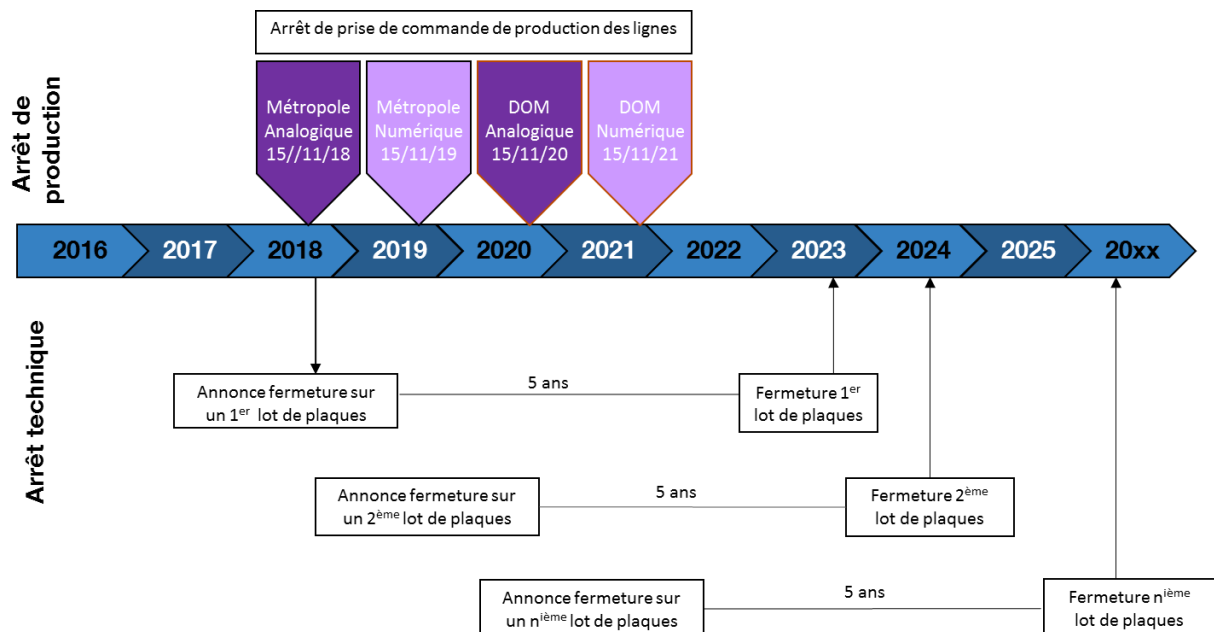 Arrêt de prise de commande de production des lignes
Arrêt de
production
Métropole
Analogique
15//11/18
Métropole
Numérique
15/11/19
DOM
Analogique
15/11/20
DOM
Numérique
15/11/21
2016
2017
2018
2019
2020
2021
2022
2023
2024
2025
20xx
Arrêt technique
Annonce fermeture sur
un 1er lot de plaques
5 ans
Fermeture 1er
lot de plaques
Annonce fermeture sur
un 2ème lot de plaques
5 ans
Fermeture 2ème
lot de plaques
Annonce fermeture sur
un nième lot de plaques
5 ans
Fermeture nième
lot de plaques